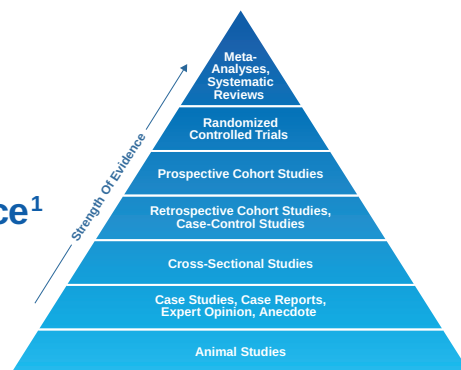 Meta-
Analyses,
Systematic
Reviews
Randomized
Controlled Trials
Prospective Cohort Studies
Strength Of Evidence
ce¹
Retrospective Cohort Studies,
Case-Control Studies
Cross-Sectional Studies
Case Studies, Case Reports,
Expert Opinion, Anecdote
Animal Studies